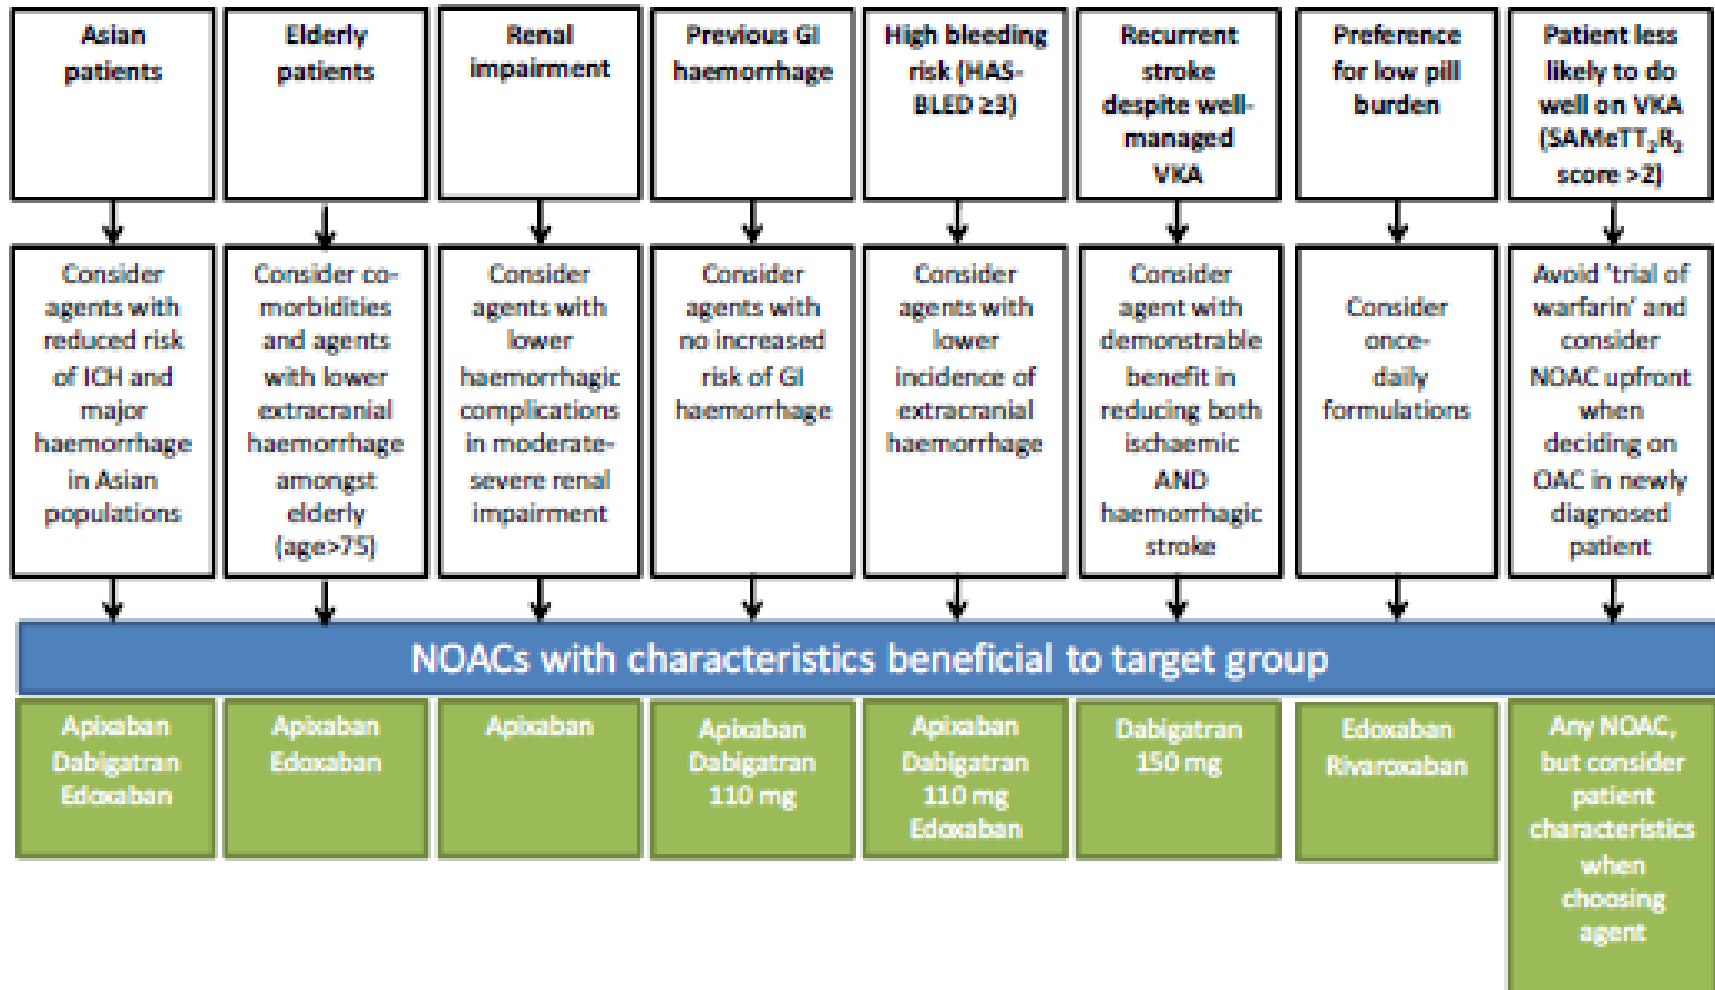 Asian
patients
Elderly
patients
Renal
impairment
Previous GI
haemorrhage
High bleeding
risk (HAS-
BLED ≥3)
Recurrent
stroke
despite well-
managed
VKA
Preference
for low pill
burden
Patient less
likely to do
well on VKA
(SAMeTT₂R₂
score >2)
Consider
agents with
reduced risk
of ICH and
major
haemorrhage
in Asian
populations
Consider co-
morbidities
and agents
with lower
extracranial
haemorrhage
amongst
elderly
(age>75)
Consider
agents with
lower
haemorrhagic
complications
in moderate-
severe renal
impairment
Consider
agents with
no increased
risk of GI
haemorrhage
Consider
agents with
lower
incidence of
extracranial
haemorrhage
Consider
agent with
demonstrable
benefit in
reducing both
ischaemic
AND
haemorrhagic
stroke
Consider
once-
daily
formulations
Avoid 'trial of
warfarin' and
consider
NOAC upfront
when
deciding on
OAC in newly
diagnosed
patient
NOACs with characteristics beneficial to target group
Apixaban
Dabigatran
Edoxaban
Apixaban
Edoxaban
Apixaban
Apixaban
Dabigatran
110 mg
Apixaban
Dabigatran
110 mg
Edoxaban
Dabigatran
150 mg
Edoxaban
Rivaroxaban
Any NOAC,
but consider
patient
characteristics
when
choosing
agent